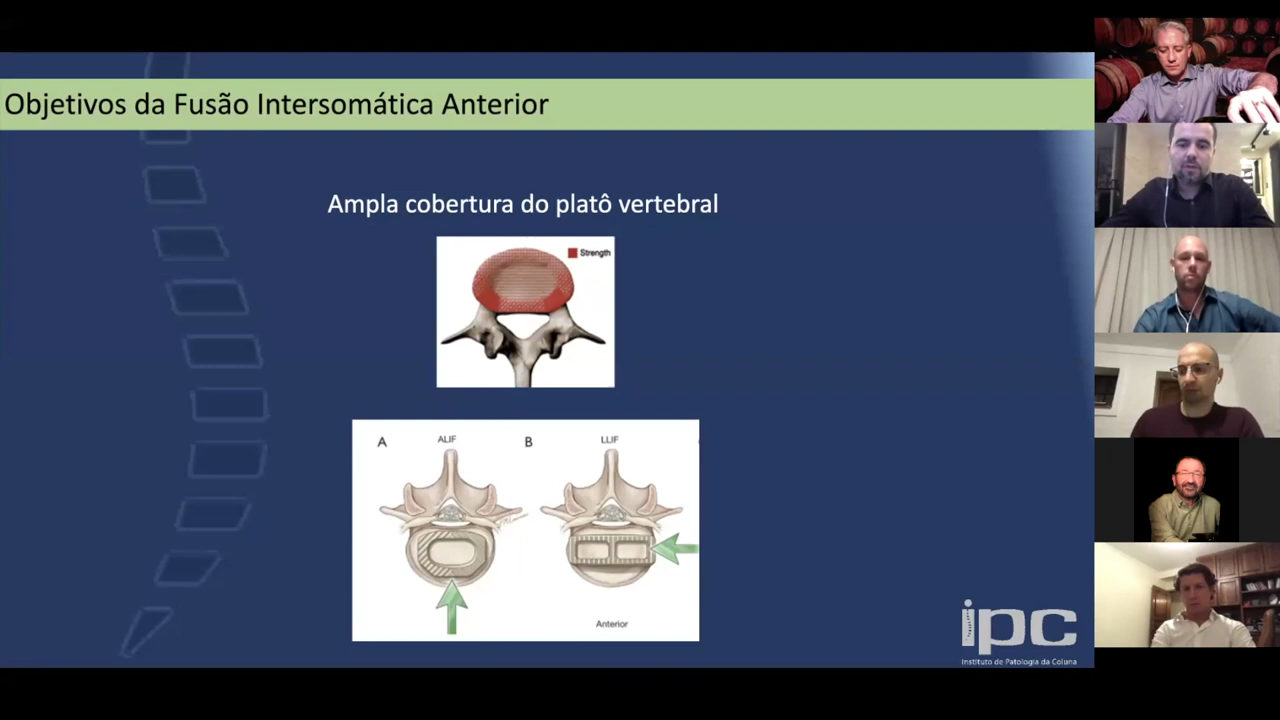 Objetivos da Fusão Intersomática Anterior
Ampla cobertura do platô vertebral
Strength
A ALIF B LLIF
Anterior
ipc
Instituto de Patologia da Coluna